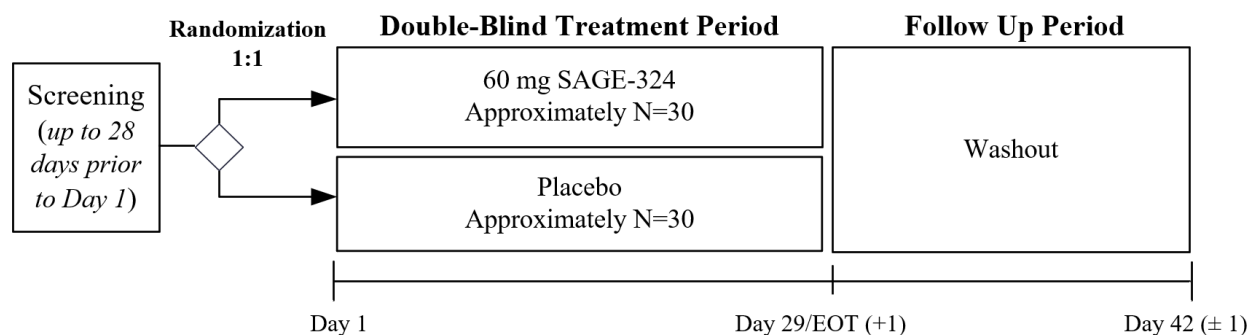 Randomization
1:1
Double-Blind Treatment Period
Follow Up Period
Screening
(up to 28
days prior
to Day 1)
60 mg SAGE-324
Approximately N=30
Placebo
Approximately N=30
Washout
Day 1
Day 29/EOT (+1)
Day 42 (± 1)